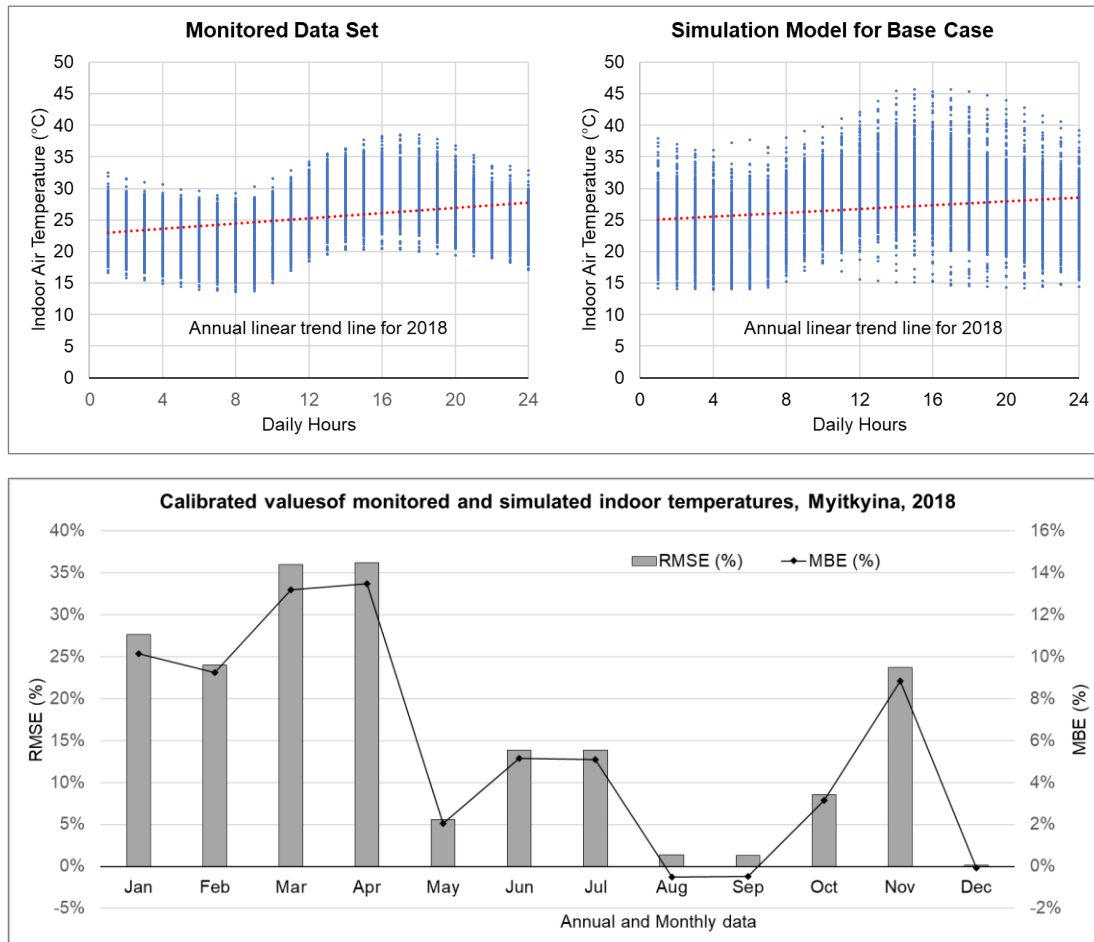 Monitored Data Set
50
45
40
35
30
25
20
15
10
5
0
Indoor Air Temperature (°C)
Annual linear trend line for 2018
0 4 8 12 16 20 24
Daily Hours
Simulation Model for Base Case
50
45
40
35
30
25
20
15
10
5
0
Indoor Air Temperature (°C)
Annual linear trend line for 2018
0 4 8 12 16 20 24
Daily Hours
Calibrated valuesof monitored and simulated indoor temperatures, Myitkyina, 2018
40%
35%
30%
25%
20%
15%
10%
5%
0%
-5%
RMSE (%)
RMSE (%) MBE (%)
16%
14%
12%
10%
8%
6%
4%
2%
0%
-2%
MBE (%)
Jan Feb Mar Apr May Jun Jul Aug Sep Oct Nov Dec
Annual and Monthly data